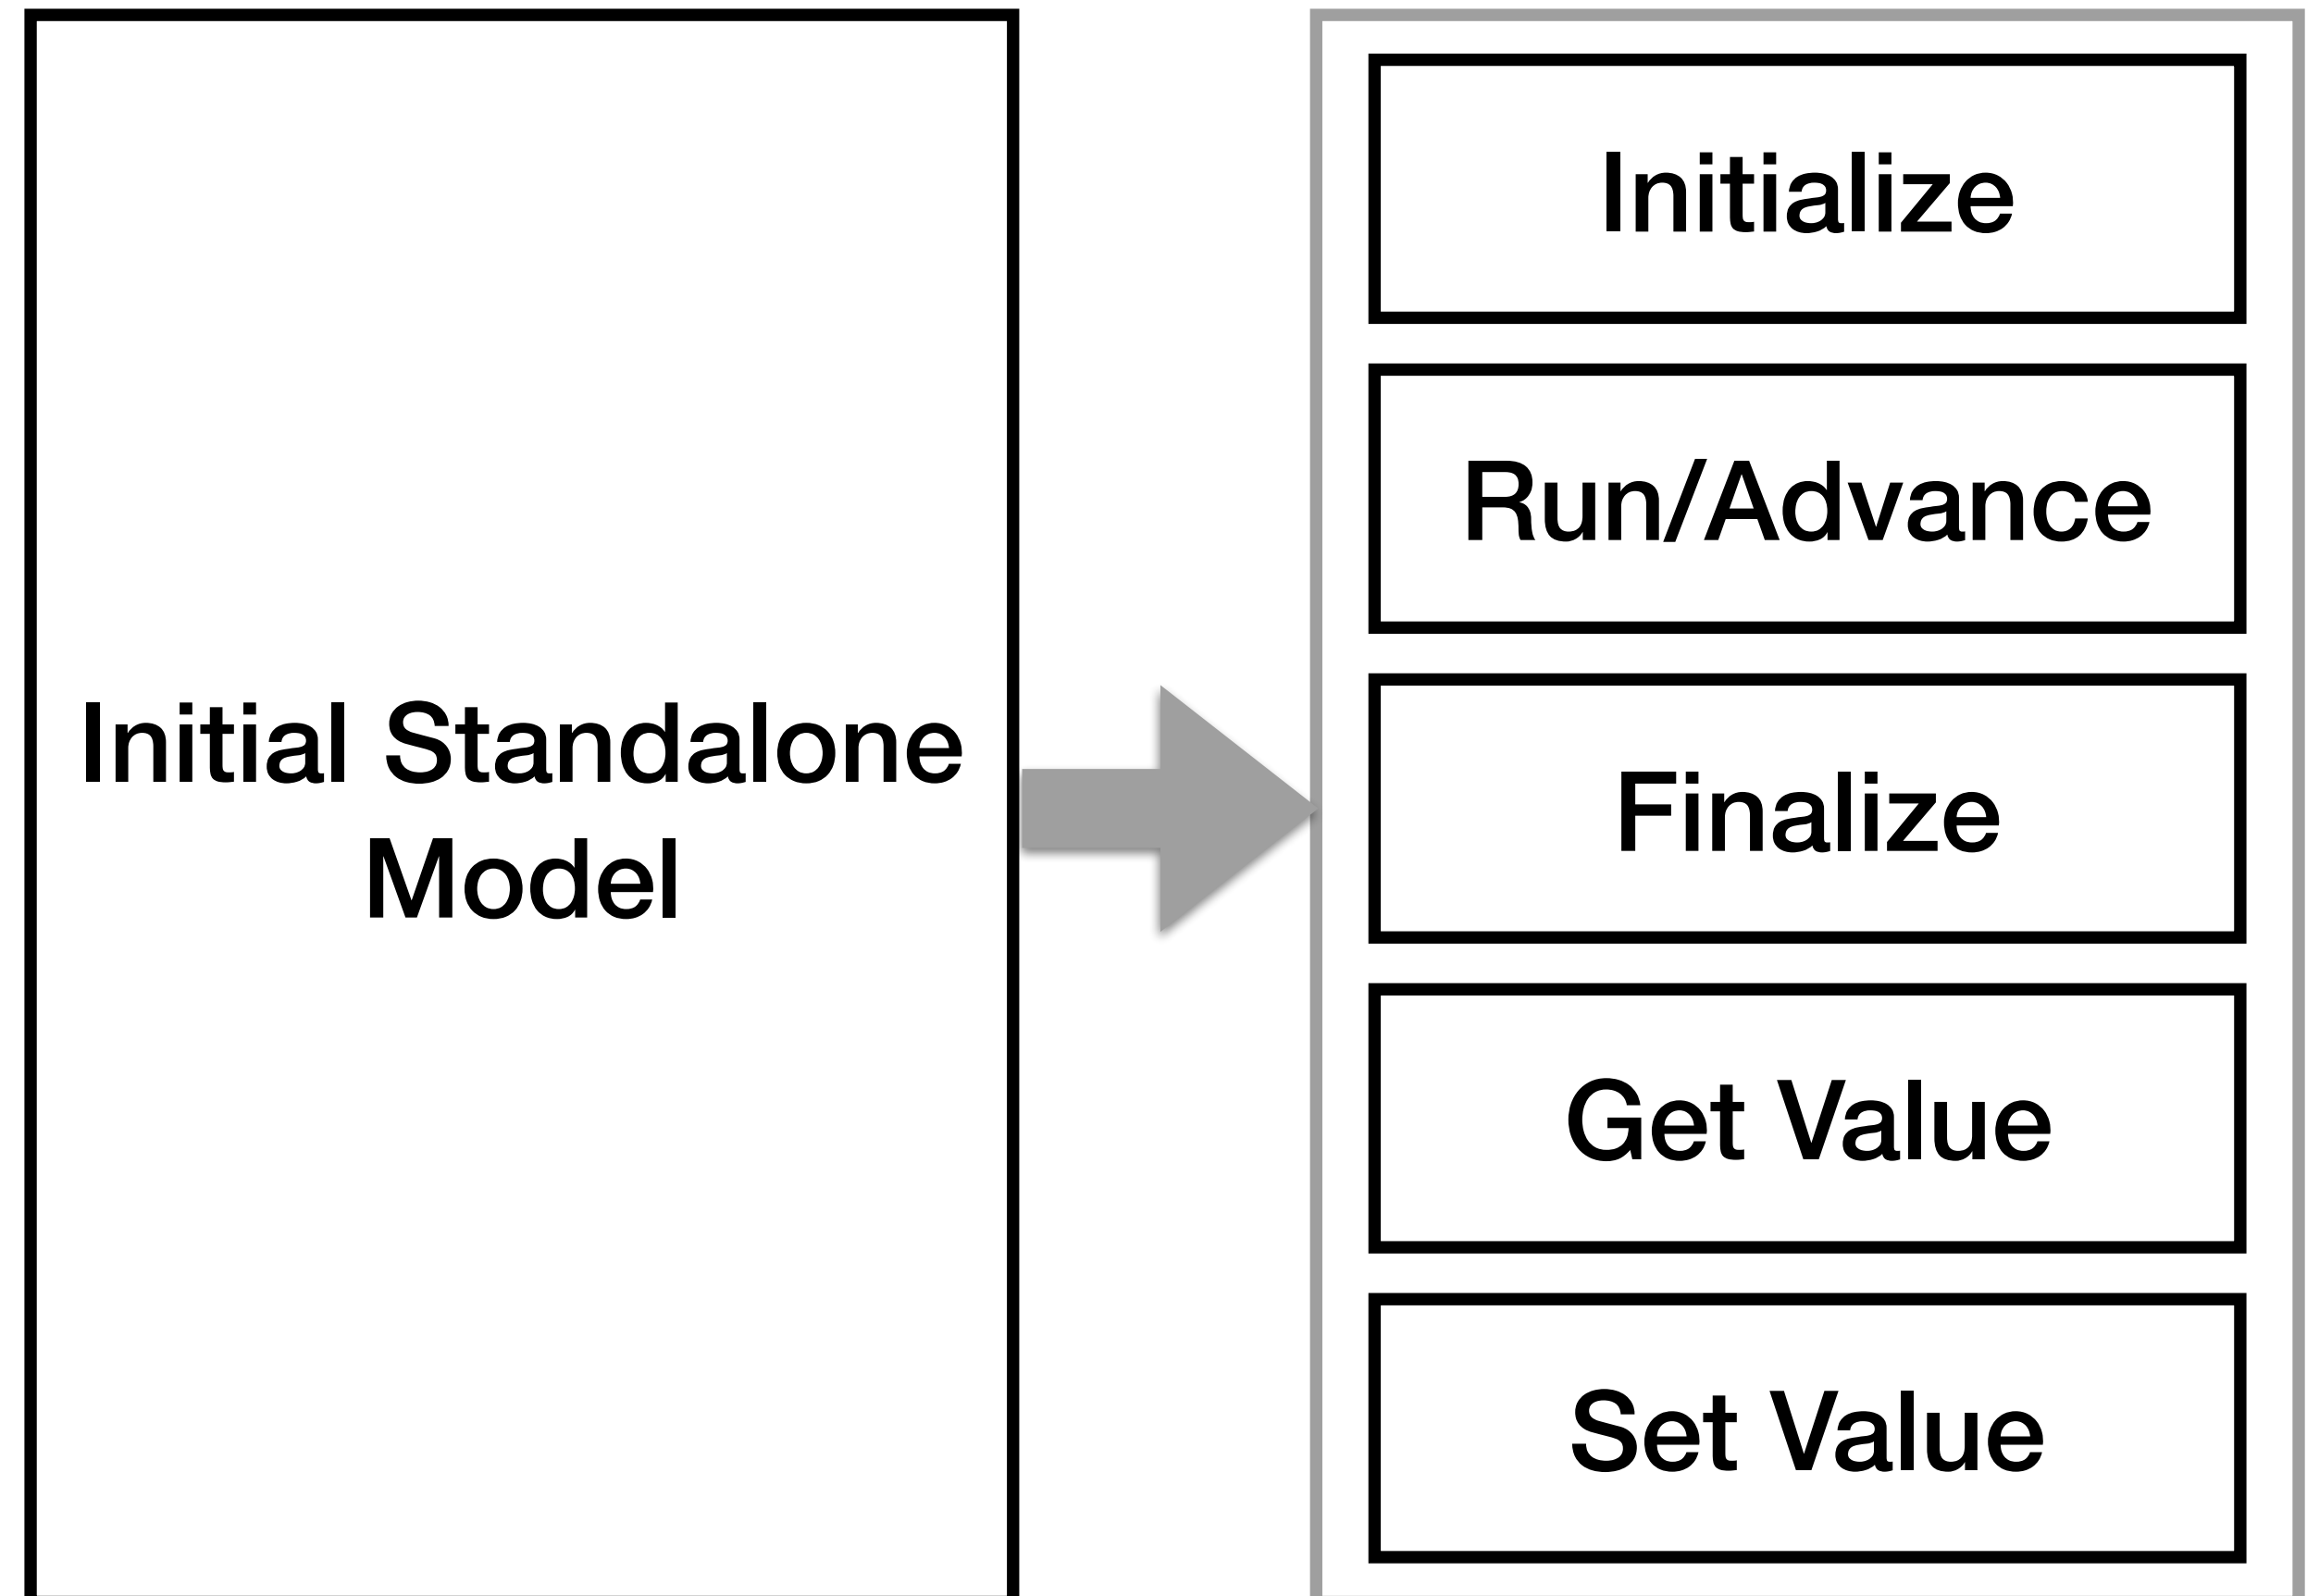 Initial Standalone
Model
Initialize
Run/Advance
Finalize
Get Value
Set Value